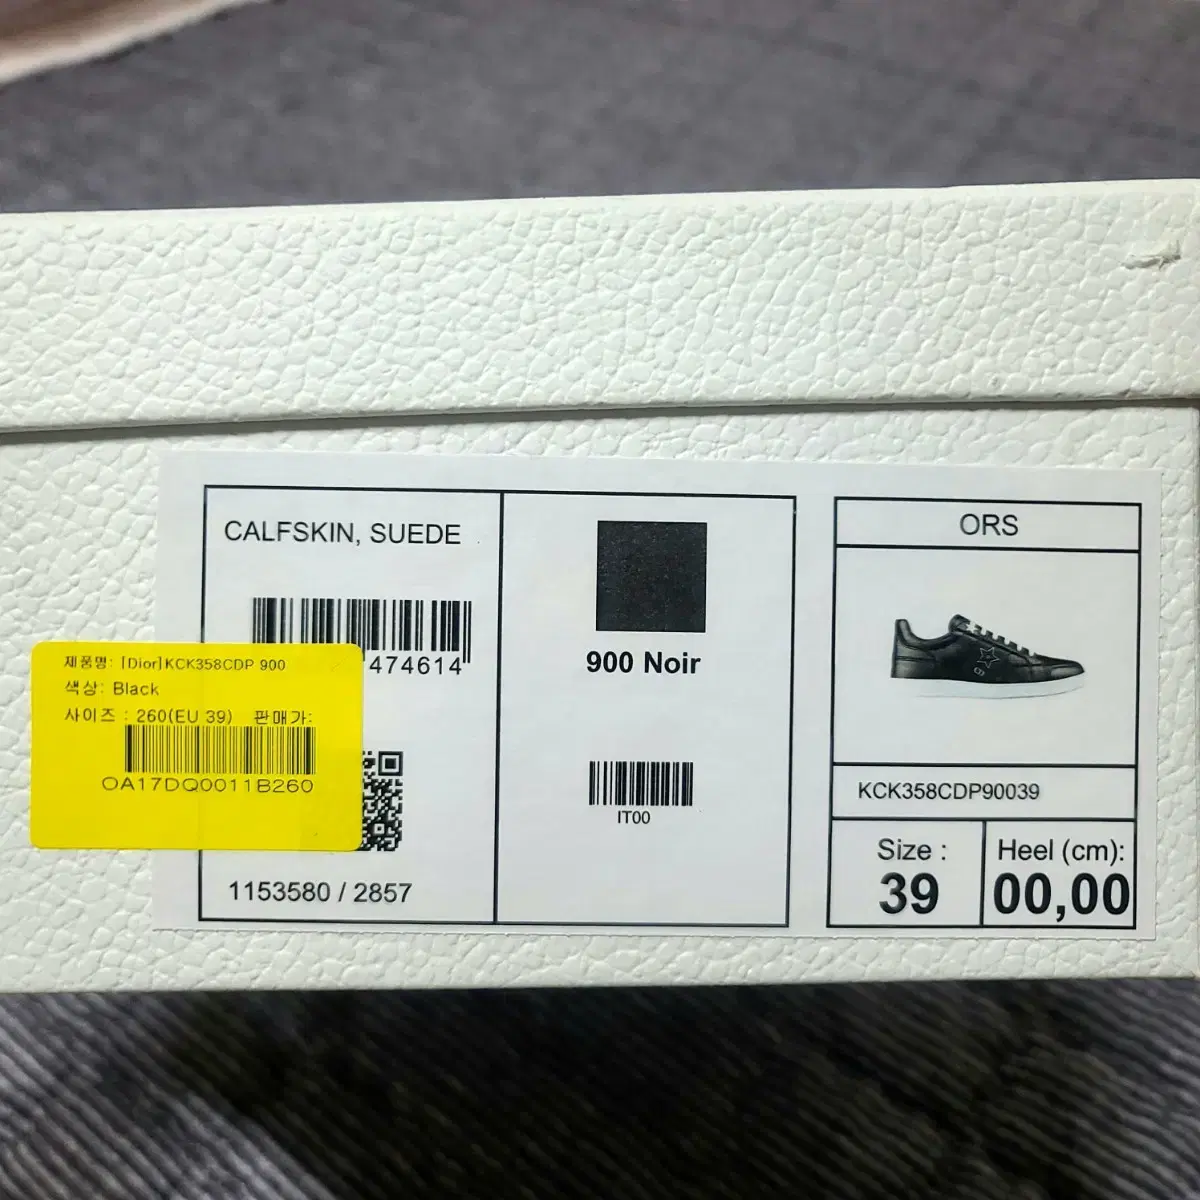 CALFSKIN, SUEDE
474614
제품명: [Dior]KCK358CDP 900
색상: Black
사이즈 : 260(EU 39) 판매가:
OA17DQ0011B260
1153580 / 2857
900 Noir
IT00
ORS
KCK358CDP90039
Size :
39
Heel (cm):
00,00